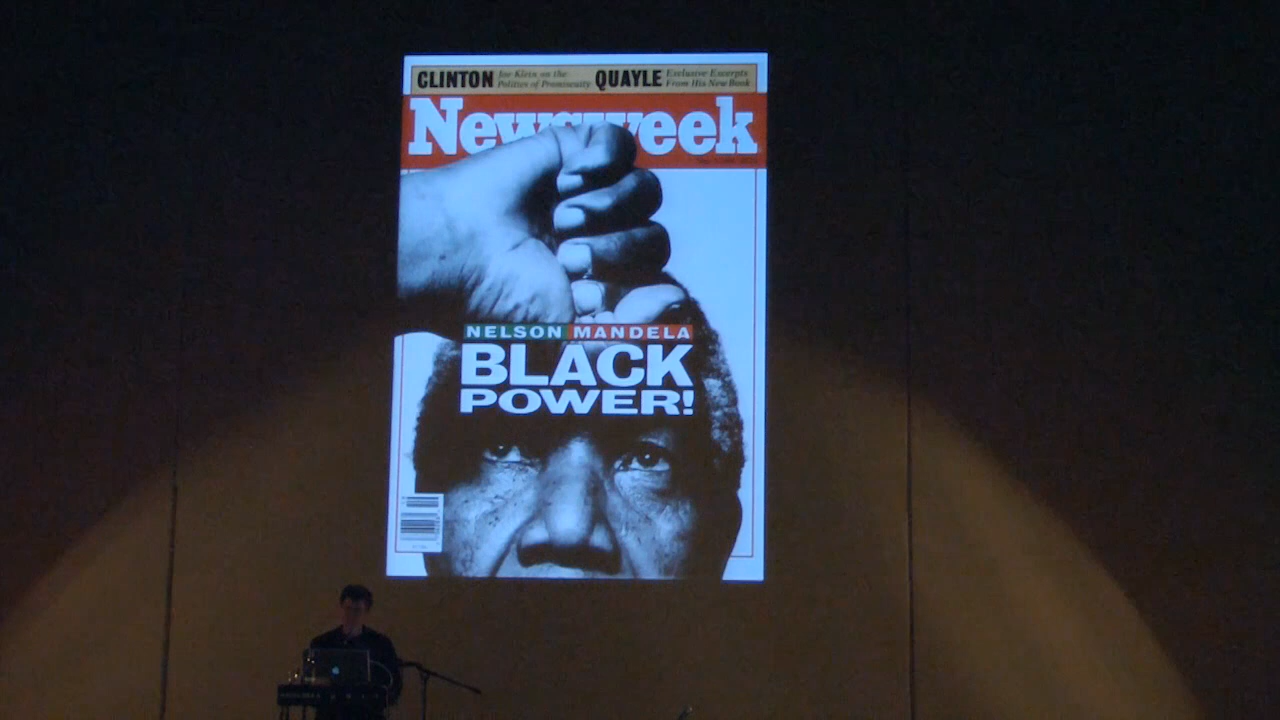 CLINTON Joe Klein on the Politics of Promiscuity QUAYLE Exclusive Excerpts From His New Book
Newsweek
NELSON MANDELA
BLACK
POWER!